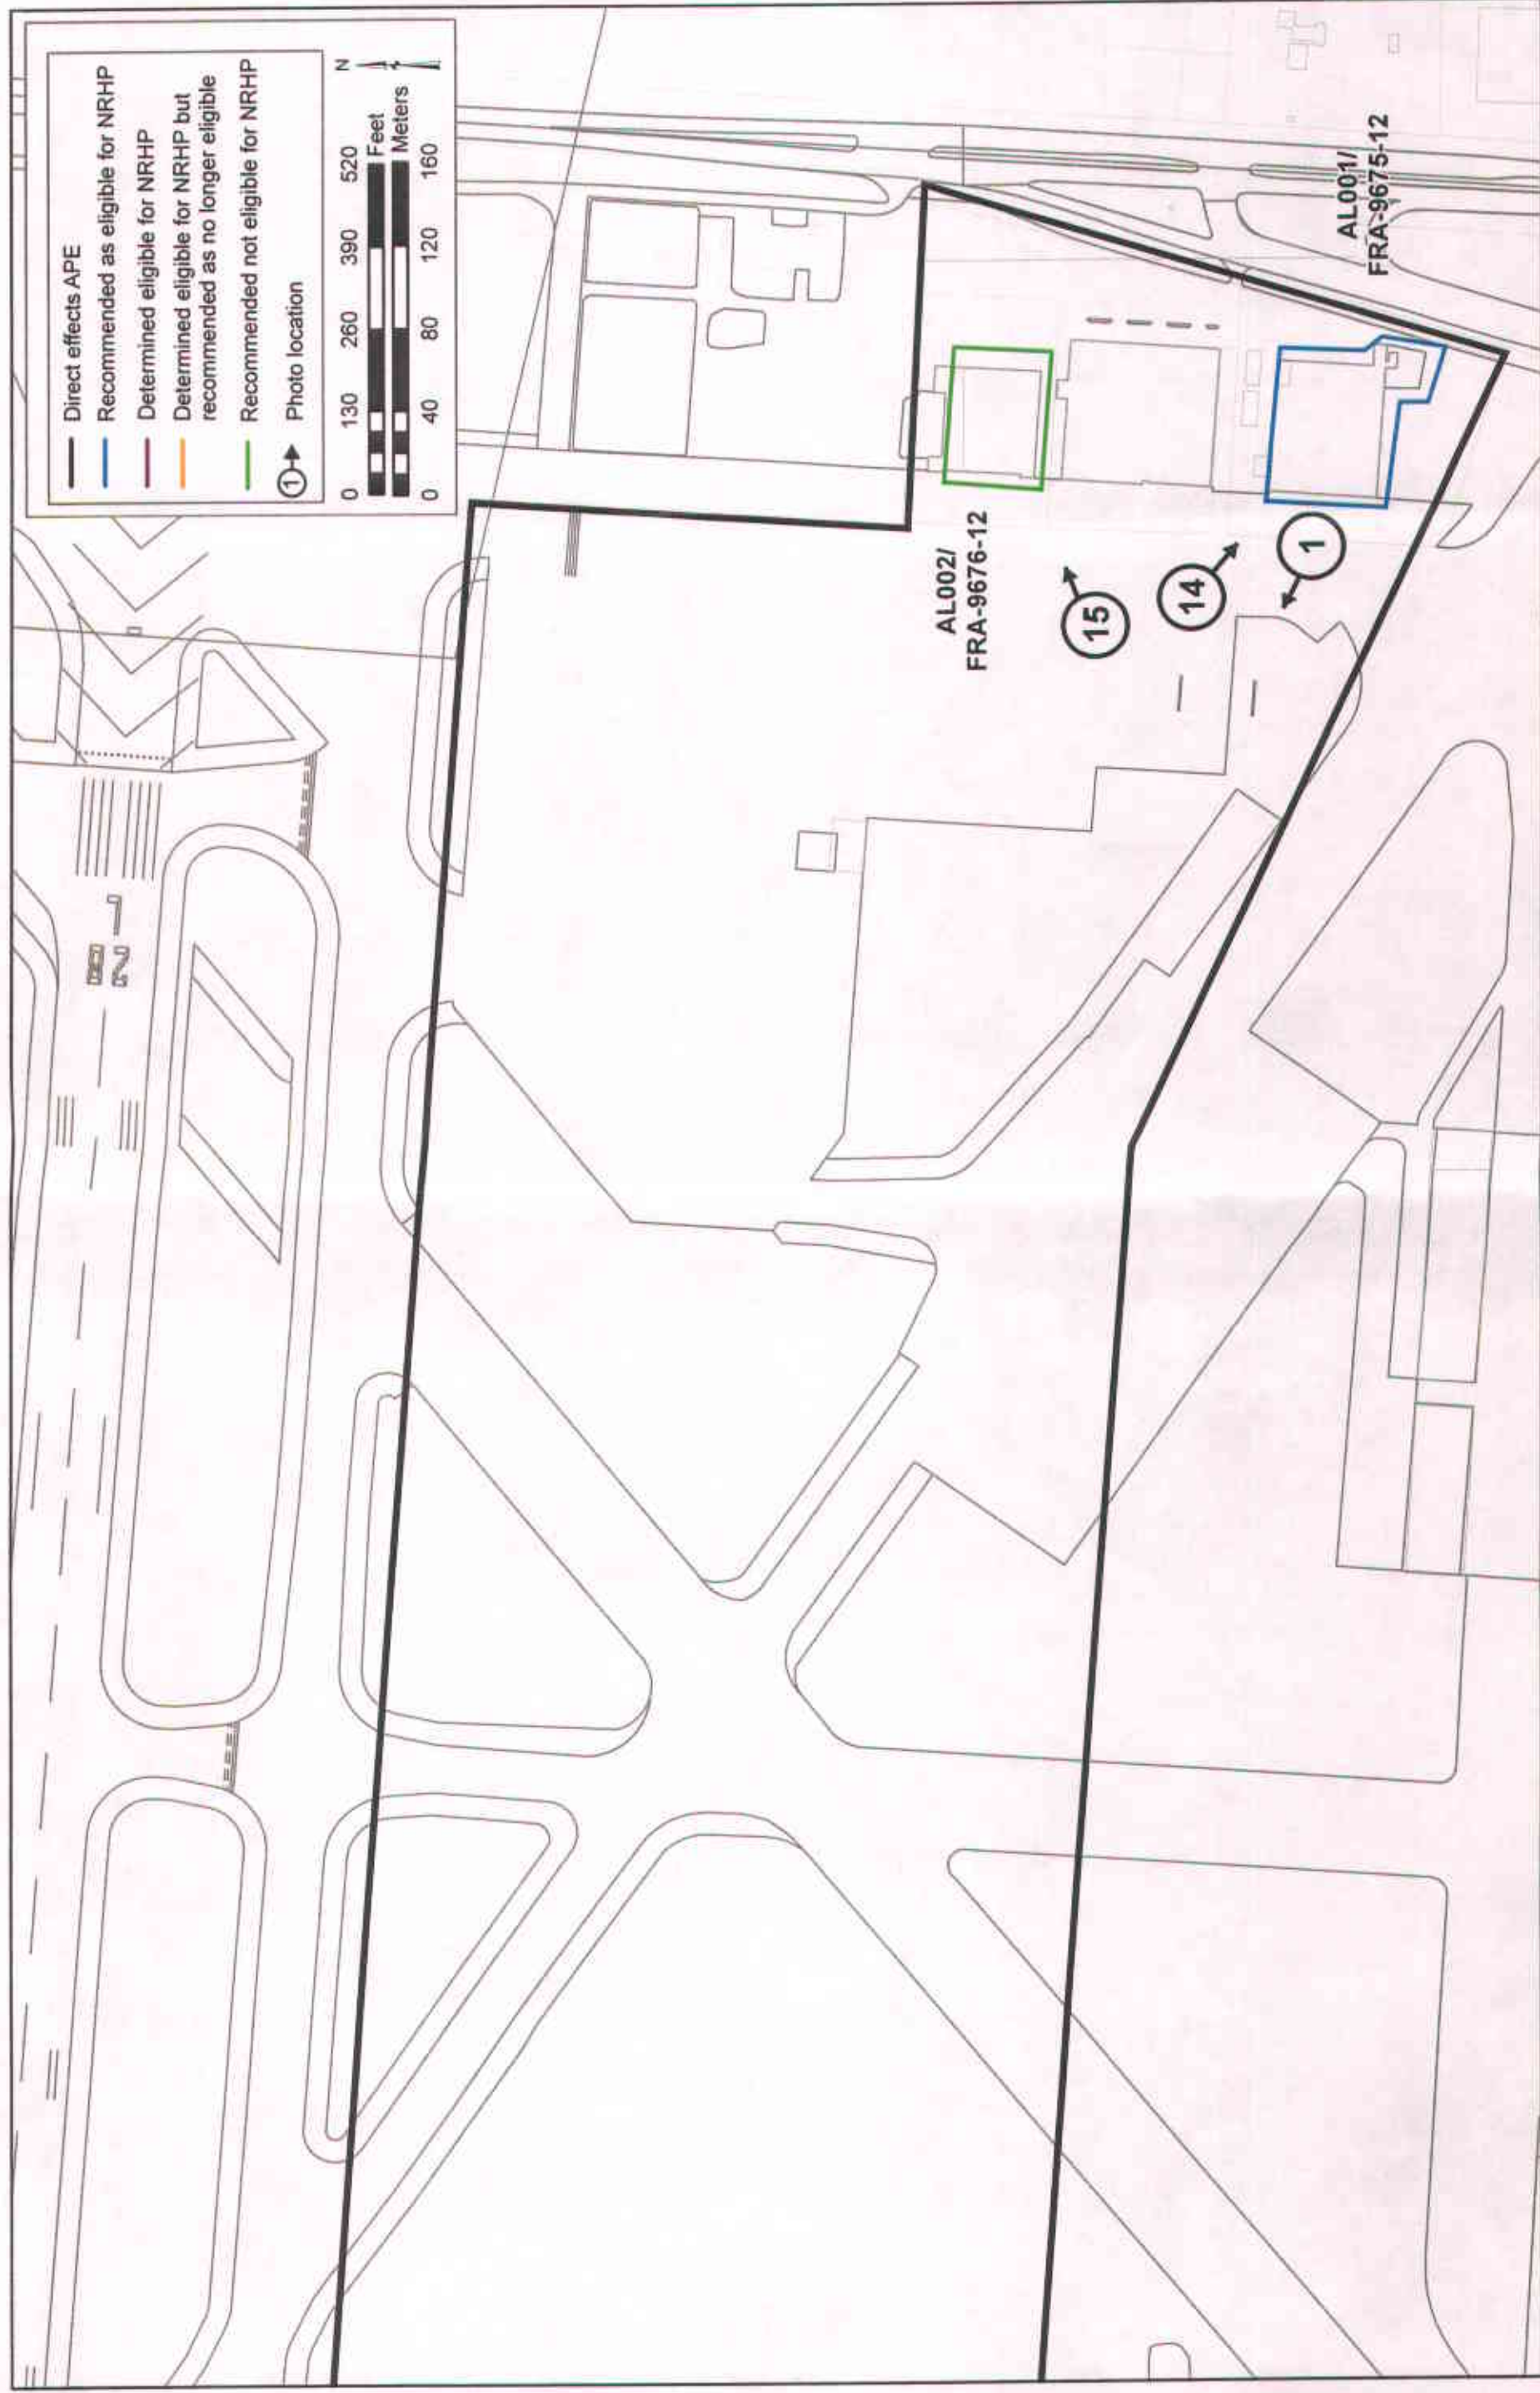 Direct effects APE
Recommended as eligible for NRHP
Determined eligible for NRHP
Determined eligible for NRHP but
recommended as no longer eligible
Recommended not eligible for NRHP
1 Photo location
0 130 260 390 520
Feet
Meters
0 40 80 120 160
N
28
L
AL002/
FRA-9676-12
15
14
1
AL001/
FRA-9675-12